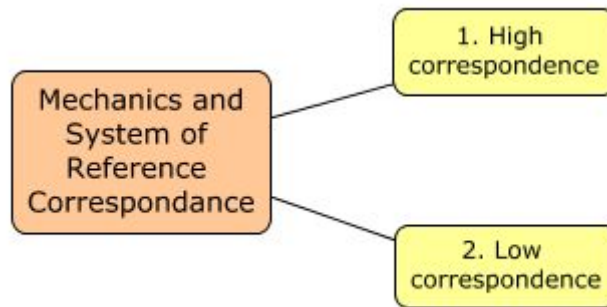 Mechanics and
System of
Reference
Correspondance
1. High
correspondence
2. Low
correspondence